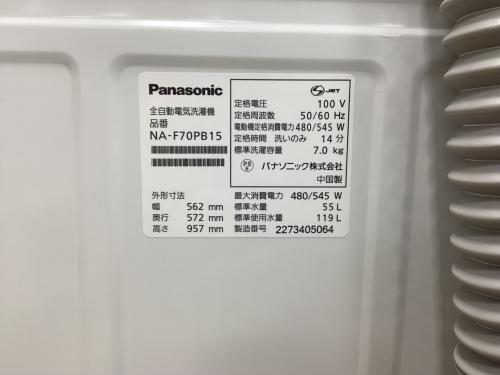 Panasonic
全自動電気洗濯機
品番
NA-F70PB15
外形寸法
幅 562 mm
奥行 572 mm
高さ 957 mm
S JET
定格電圧 100 V
定格周波数 50/60 Hz
電動機定格消費電力 480/545 W
定格時間 洗いのみ 14 分
標準洗濯容量 7.0 kg
PS E パナソニック株式会社
中国製
最大消費電力 480/545 W
標準水量 55 L
標準使用水量 119 L
製造番号 2273405064